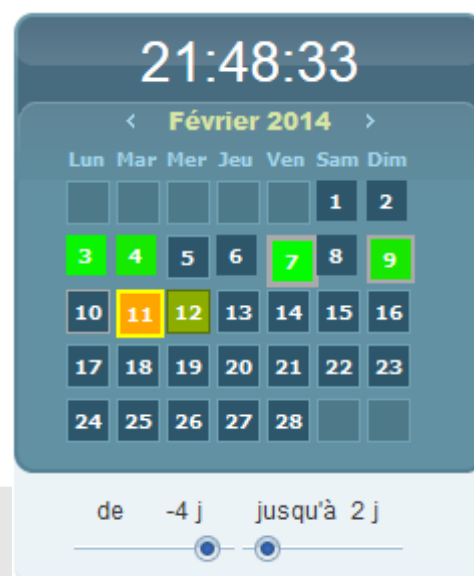 21:48:33
‹ Février 2014 ›
Lun Mar Mer Jeu Ven Sam Dim
1 2
3 4 5 6 7 8 9
10 11 12 13 14 15 16
17 18 19 20 21 22 23
24 25 26 27 28
de -4 j jusqu'à 2 j